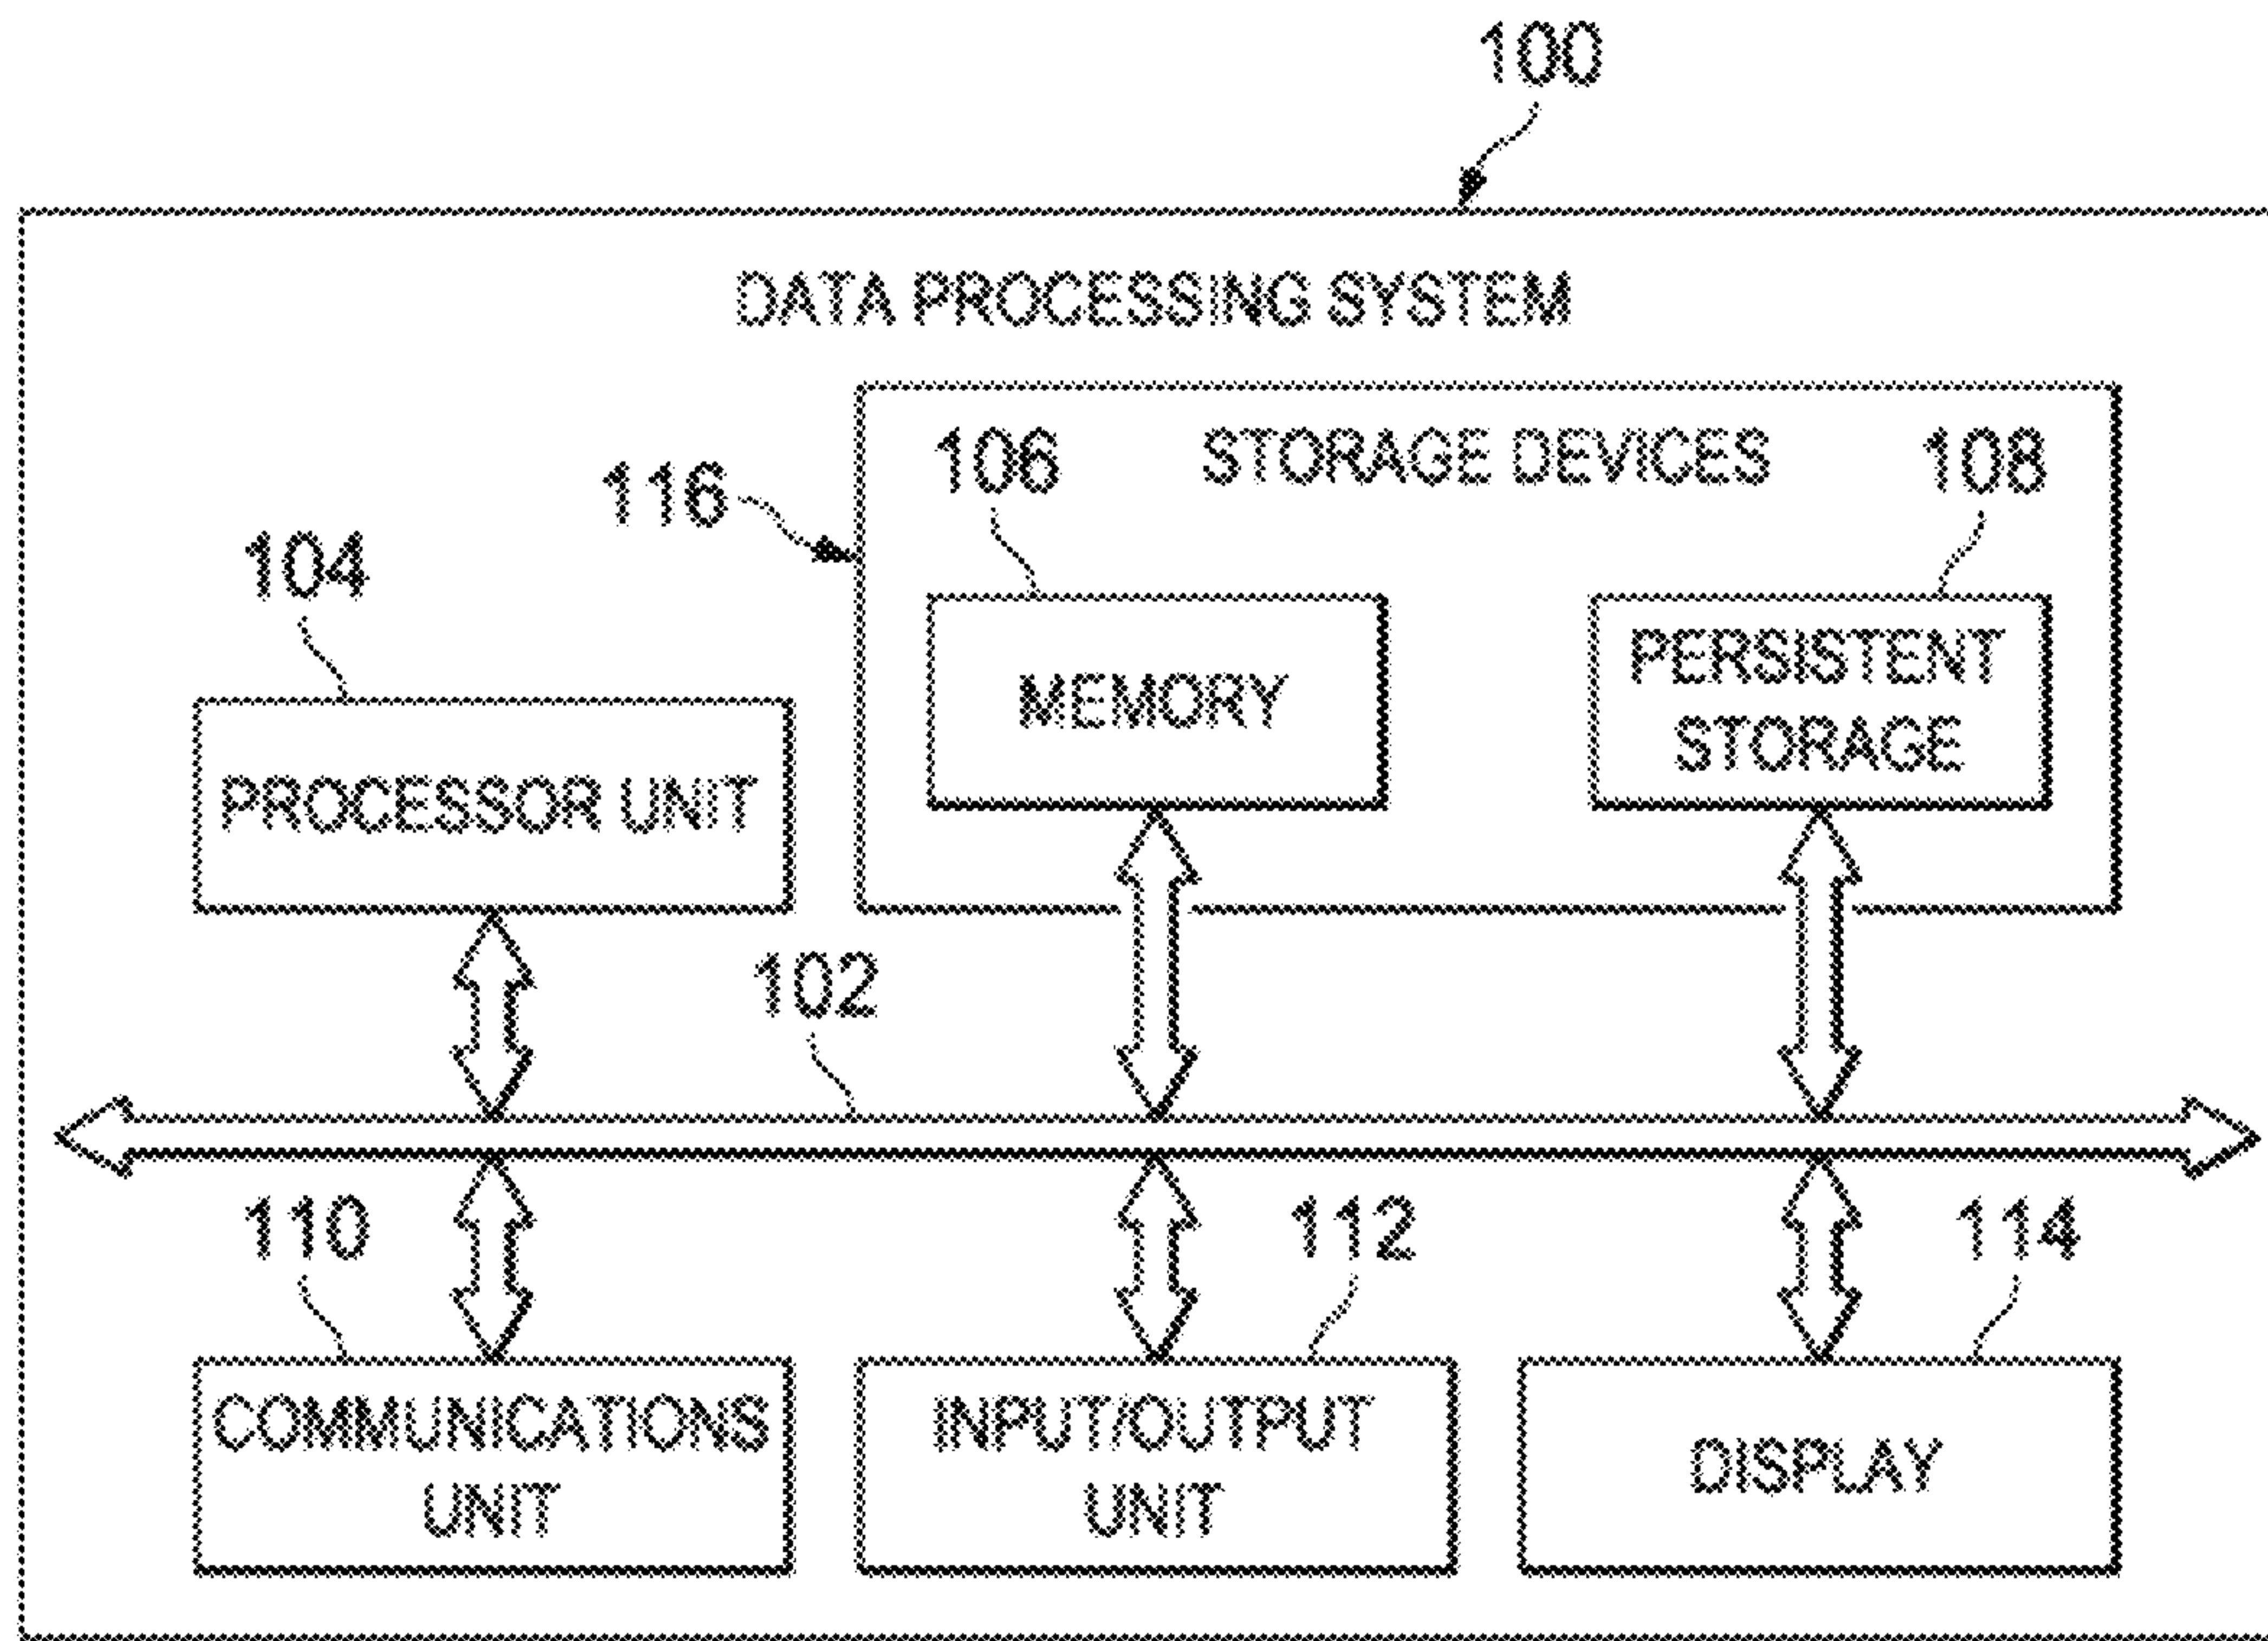 100
DATA PROCESSING SYSTEM
116
106
STORAGE DEVICES
108
104
MEMORY
PERSISTENT
STORAGE
PROCESSOR UNIT
102
110
112
114
COMMUNICATIONS
UNIT
INPUT/OUTPUT
UNIT
DISPLAY